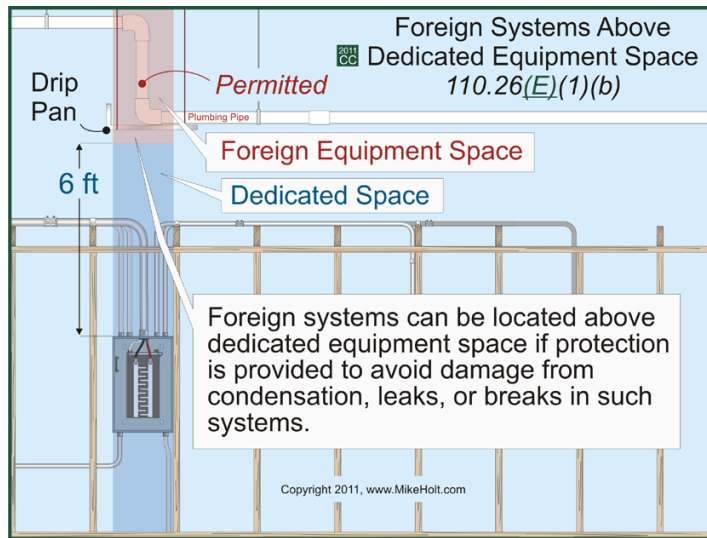 Foreign Systems Above
2011
CC
Dedicated Equipment Space
110.26(E)(1)(b)
Drip
Pan
Permitted
Plumbing Pipe
Foreign Equipment Space
6 ft
Dedicated Space
Foreign systems can be located above
dedicated equipment space if protection
is provided to avoid damage from
condensation, leaks, or breaks in such
systems.
Copyright 2011, www.MikeHolt.com